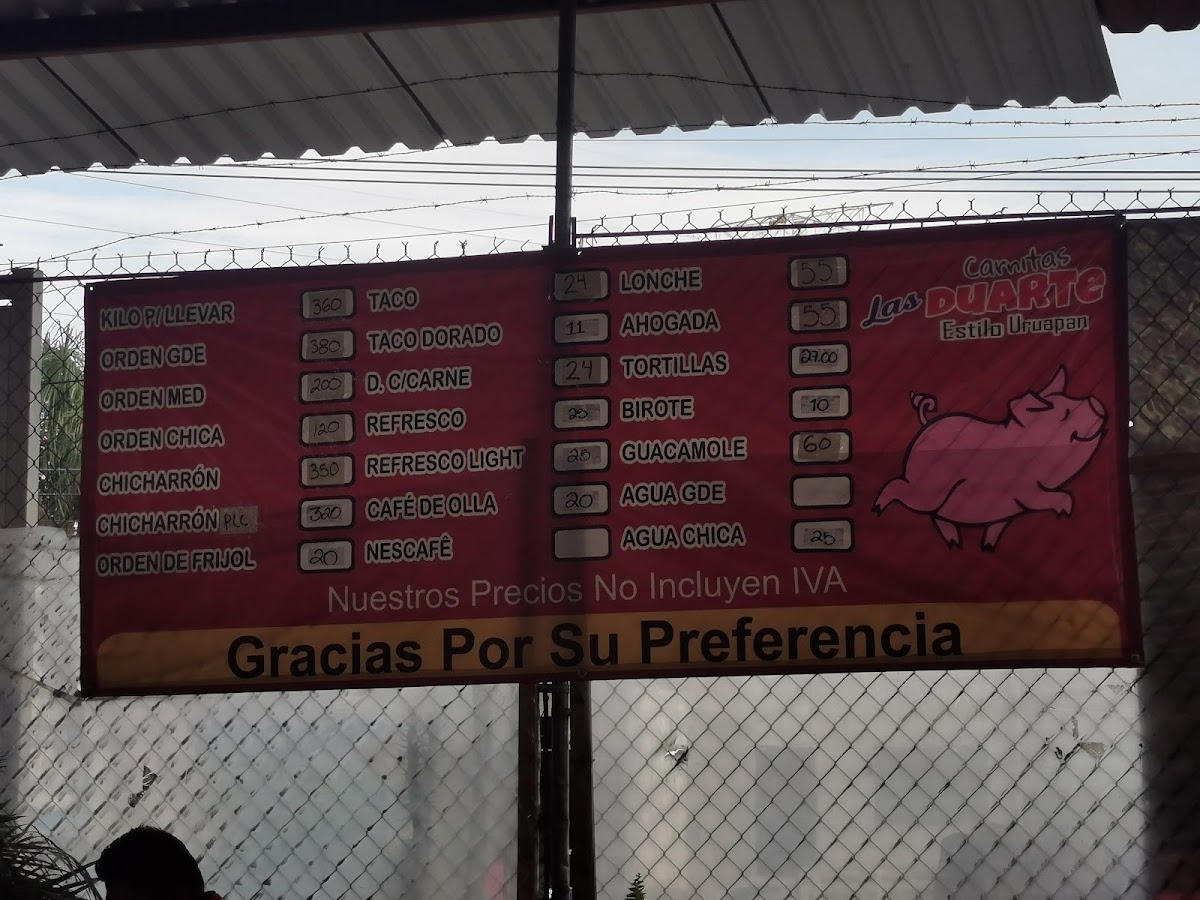 Carnitas
Las DUARTE
Estilo Uruapan
KILO P/ LLEVAR 360 TACO 24 LONCHE 55
ORDEN GDE 380 TACO DORADO 11 AHOGADA 55
ORDEN MED 200 D. C/CARNE 24 TORTILLAS 27.00
ORDEN CHICA 120 REFRESCO 25 BIROTE 10
CHICHARRÓN 350 REFRESCO LIGHT 25 GUACAMOLE 60
CHICHARRÓN PLL 320 CAFÉ DE OLLA 20 AGUA GDE
ORDEN DE FRIJOL 20 NESCAFÊ AGUA CHICA 25
Nuestros Precios No Incluyen IVA
Gracias Por Su Preferencia